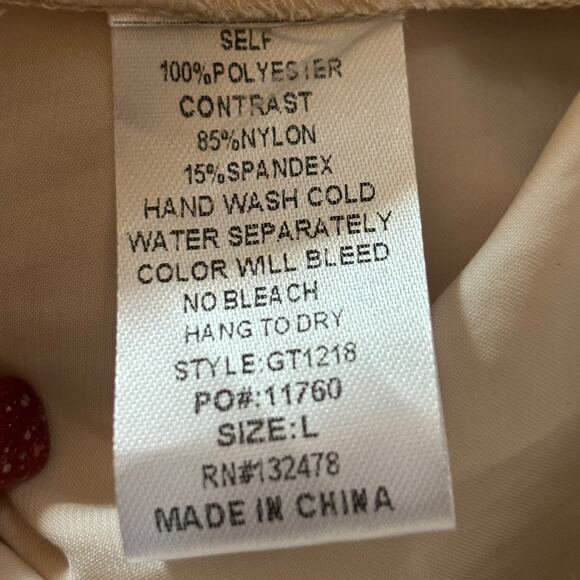 SELF
100%POLYESTER
CONTRAST
85%NYLON
15%SPANDEX
HAND WASH COLD
WATER SEPARATELY
COLOR WILL BLEED
NO BLEACH
HANG TO DRY
STYLE:GT1218
PO#:11760
SIZE:L
RN#132478
MADE IN CHINA